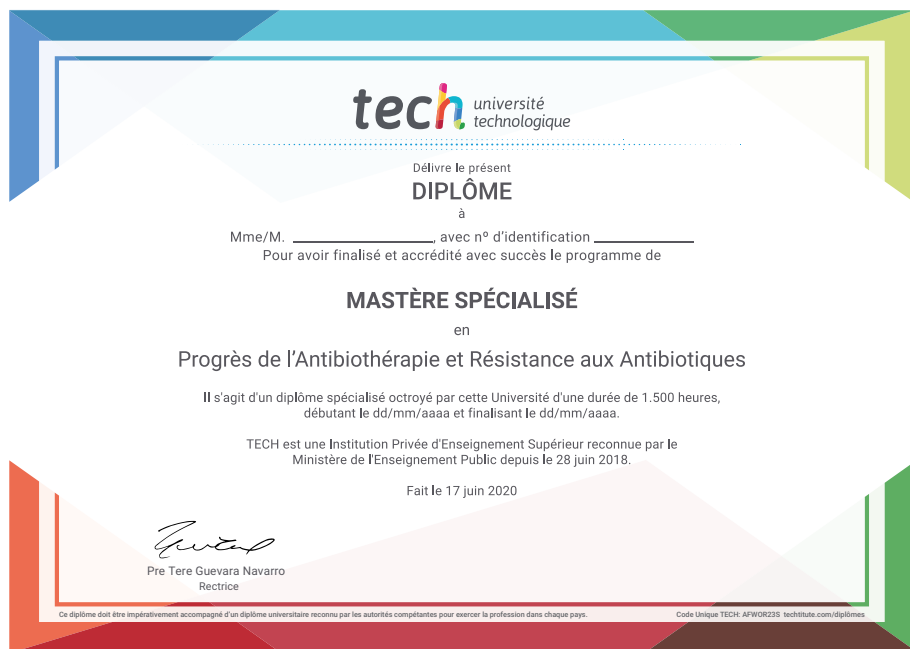 tech université
technologique
Délivre le présent
DIPLÔME
à
Mme/M. ____________, avec nº d'identification ____________
Pour avoir finalisé et accrédité avec succès le programme de
MASTÈRE SPÉCIALISÉ
en
Progrès de l'Antibiothérapie et Résistance aux Antibiotiques
Il s'agit d'un diplôme spécialisé octroyé par cette Université d'une durée de 1.500 heures,
débutant le dd/mm/aaaa et finalisant le dd/mm/aaaa.
TECH est une Institution Privée d'Enseignement Supérieur reconnue par le
Ministère de l'Enseignement Public depuis le 28 juin 2018.
Fait le 17 juin 2020
Pre Tere Guevara Navarro
Rectrice
Ce diplôme doit être impérativement accompagné d'un diplôme universitaire reconnu par les autorités compétentes pour exercer la profession dans chaque pays.
Code Unique TECH: AFWOR23S techtitute.com/diplômes